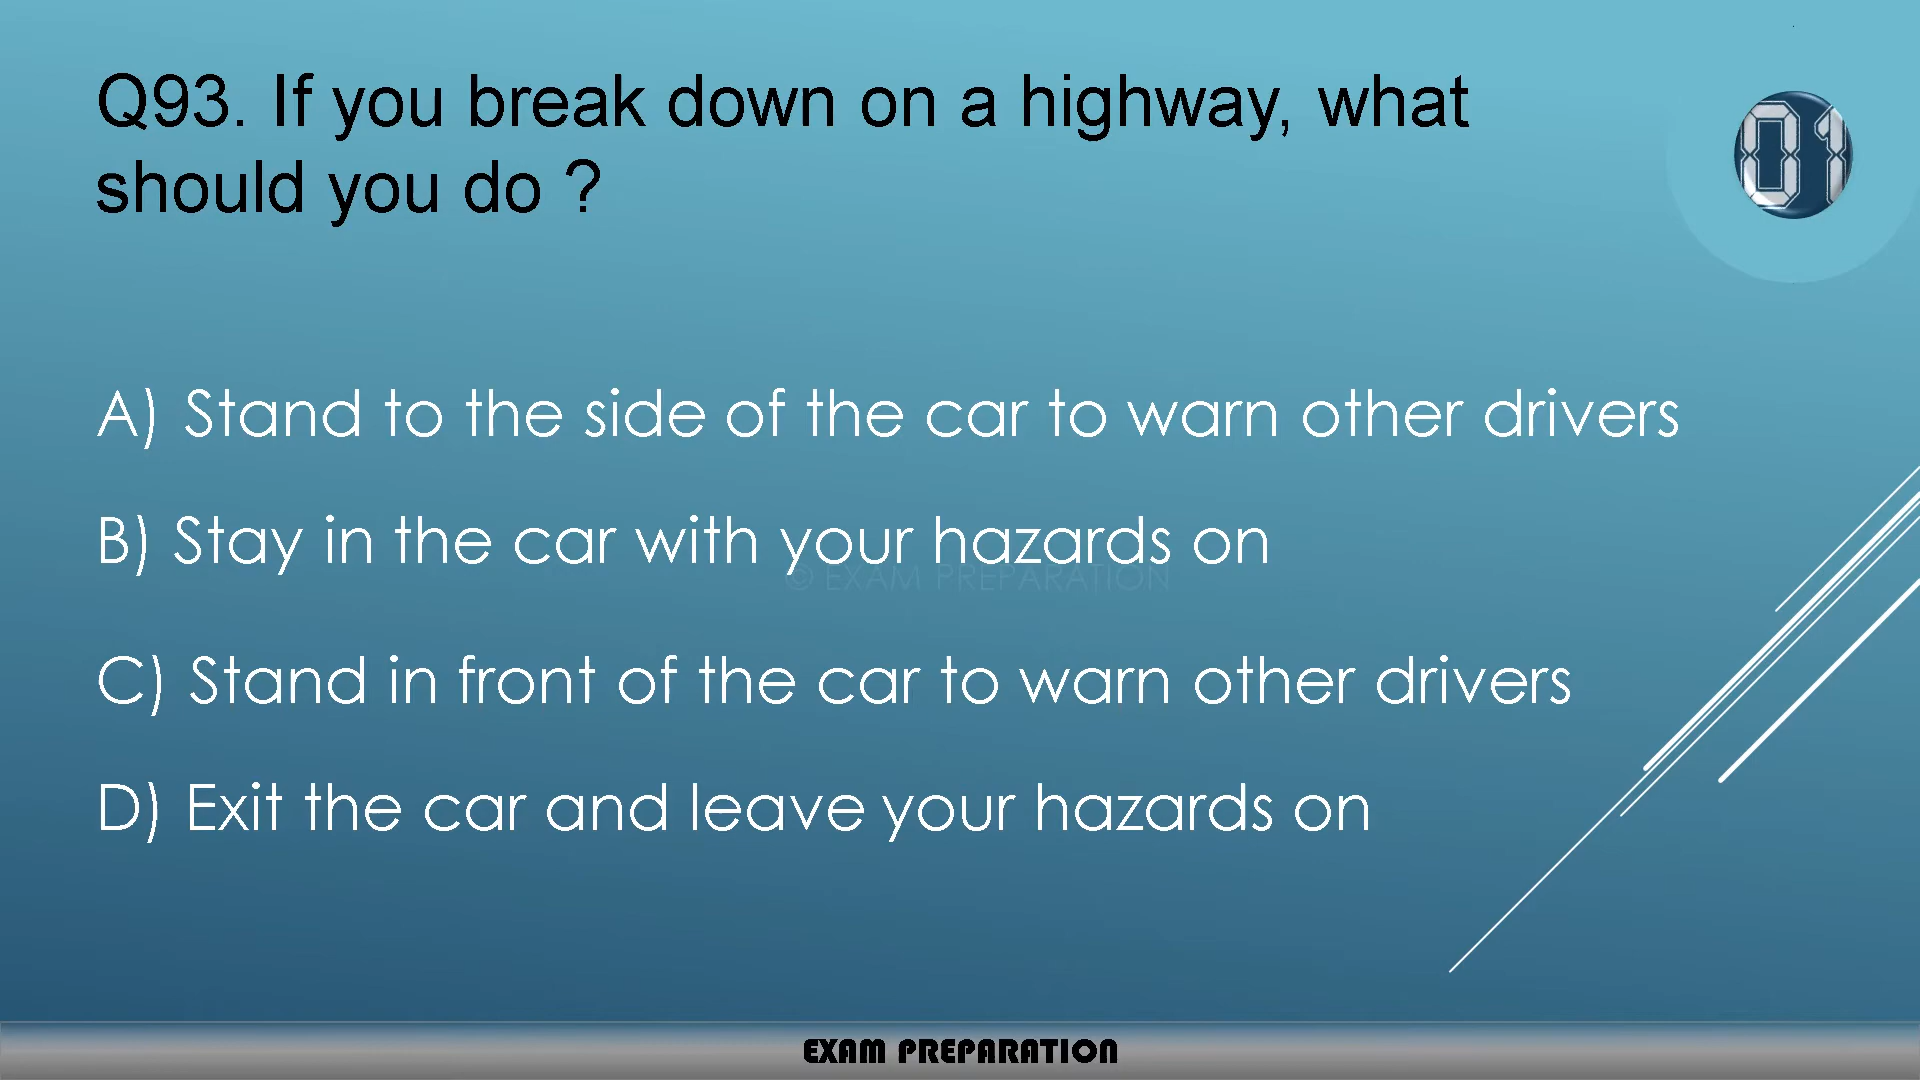 Q93. If you break down on a highway, what
should you do ?
01
A) Stand to the side of the car to warn other drivers
B) Stay in the car with your hazards on
© EXAM PREPARATION
C) Stand in front of the car to warn other drivers
D) Exit the car and leave your hazards on
EXAM PREPARATION